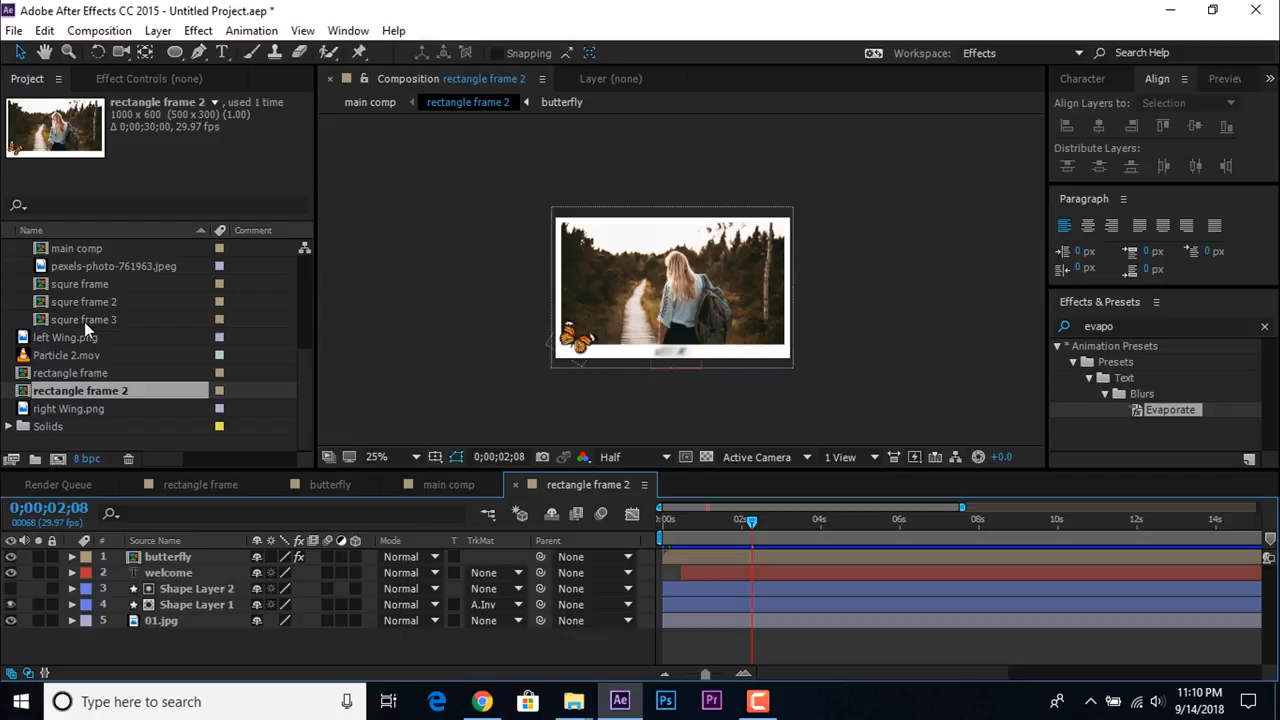 Adobe After Effects CC 2015 - Untitled Project.aep *
File Edit Composition Layer Effect Animation View Window Help
Snapping
Workspace: Effects
Search Help
Project
Effect Controls (none)
Composition rectangle frame 2
Layer (none)
Character
Align
Preview
rectangle frame 2 , used 1 time
1000 x 600 (500 x 300) (1.00)
Δ 0;00;30;00, 29.97 fps
main comp
rectangle frame 2
butterfly
Align Layers to: Selection
Distribute Layers:
Paragraph
0 px 0 px 0 px
0 px 0 px
Effects & Presets
evapo
* Animation Presets
Presets
Text
Blurs
Evaporate
Name Comment
main comp
pexels-photo-761963.jpeg
squre frame
squre frame 2
squre frame 3
left Wing.png
Particle 2.mov
rectangle frame
rectangle frame 2
right Wing.png
Solids
8 bpc
25% 0;00;02;08 Half Active Camera 1 View +0.0
Render Queue rectangle frame butterfly main comp rectangle frame 2
0;00;02;08
00068 (29.97 fps)
:00s 02s 04s 06s 08s 10s 12s 14s
# Source Name Mode T TrkMat Parent
1 butterfly Normal None
2 welcome Normal None None
3 Shape Layer 2 Normal None None
4 Shape Layer 1 Normal A.Inv None
5 01.jpg Normal None None
Type here to search
11:10 PM
9/14/2018